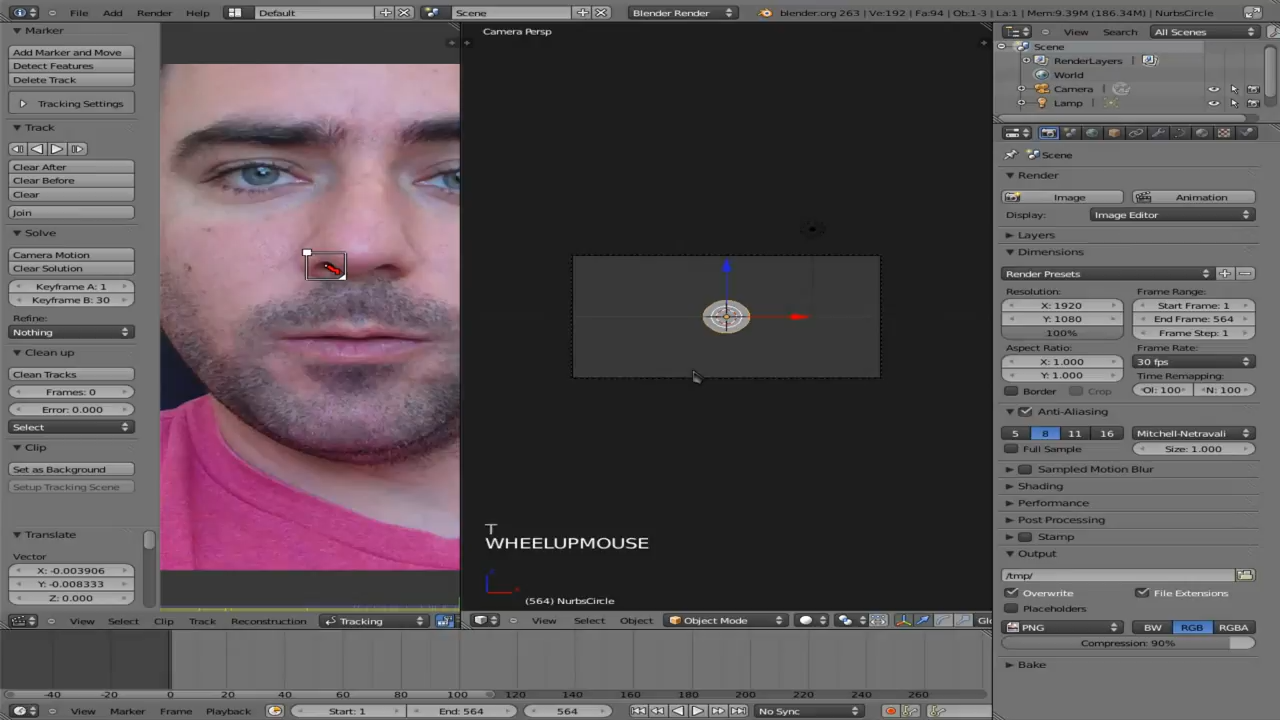 File Add Render Help Default Scene Blender Render blender.org 263 | Ve:192 | Fa:94 | Ob:1-3 | La:1 | Mem:9.39M (186.34M) | NurbsCircle
Marker
Add Marker and Move
Detect Features
Delete Track
Tracking Settings
Track
Clear After
Clear Before
Clear
Join
Solve
Camera Motion
Clear Solution
Keyframe A: 1
Keyframe B: 30
Refine:
Nothing
Clean up
Clean Tracks
Frames: 0
Error: 0.000
Select
Clip
Set as Background
Setup Tracking Scene
Translate
Vector
X: -0.003906
Y: -0.008333
Z: 0.000
View Select Clip Track Reconstruction Tracking
Camera Persp
T
WHEELUPMOUSE
(564) NurbsCircle
View Select Object Object Mode
View Search All Scenes
Scene
RenderLayers
World
Camera
Lamp
Scene
Render
Image Animation
Display: Image Editor
Layers
Dimensions
Render Presets
Resolution: Frame Range:
X: 1920 Start Frame: 1
Y: 1080 End Frame: 564
100% Frame Step: 1
Aspect Ratio: Frame Rate:
X: 1.000 30 fps
Y: 1.000 Time Remapping:
Border Crop Ol: 100 N: 100
Anti-Aliasing
5 8 11 16 Mitchell-Netravali
Full Sample Size: 1.000
Sampled Motion Blur
Shading
Performance
Post Processing
Stamp
Output
/tmp/
Overwrite File Extensions
Placeholders
PNG BW RGB RGBA
Compression: 90%
Bake
-40 -20 0 20 40 60 80 100 120 140 160 180 200 220 240 260
View Marker Frame Playback Start: 1 End: 564 564 No Sync